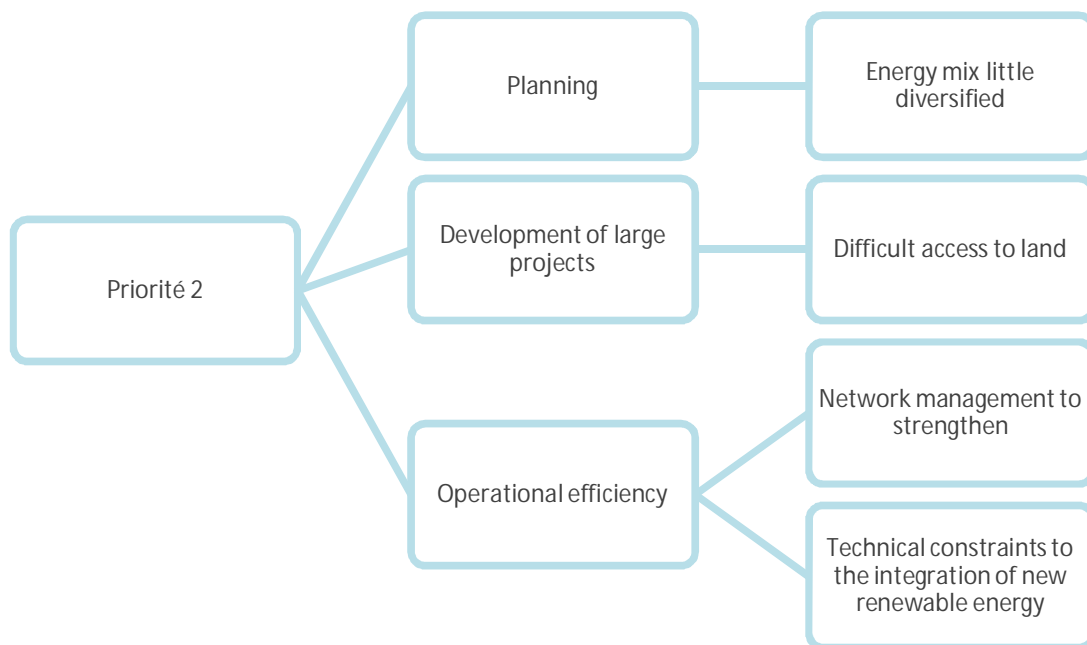 Priorité 2
Planning
Energy mix little
diversified
Development of large
projects
Difficult access to land
Operational efficiency
Network management to
strengthen
Technical constraints to
the integration of new
renewable energy